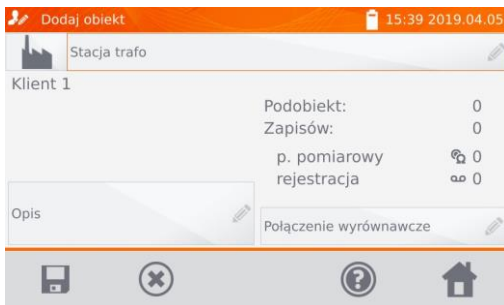 Dodaj obiekt 15:39 2019.04.05
Stacja trafo
Klient 1
Podobiekt: 0
Zapisów: 0
p. pomiarowy 0
rejestracja 0
Opis
Połączenie wyrównawcze